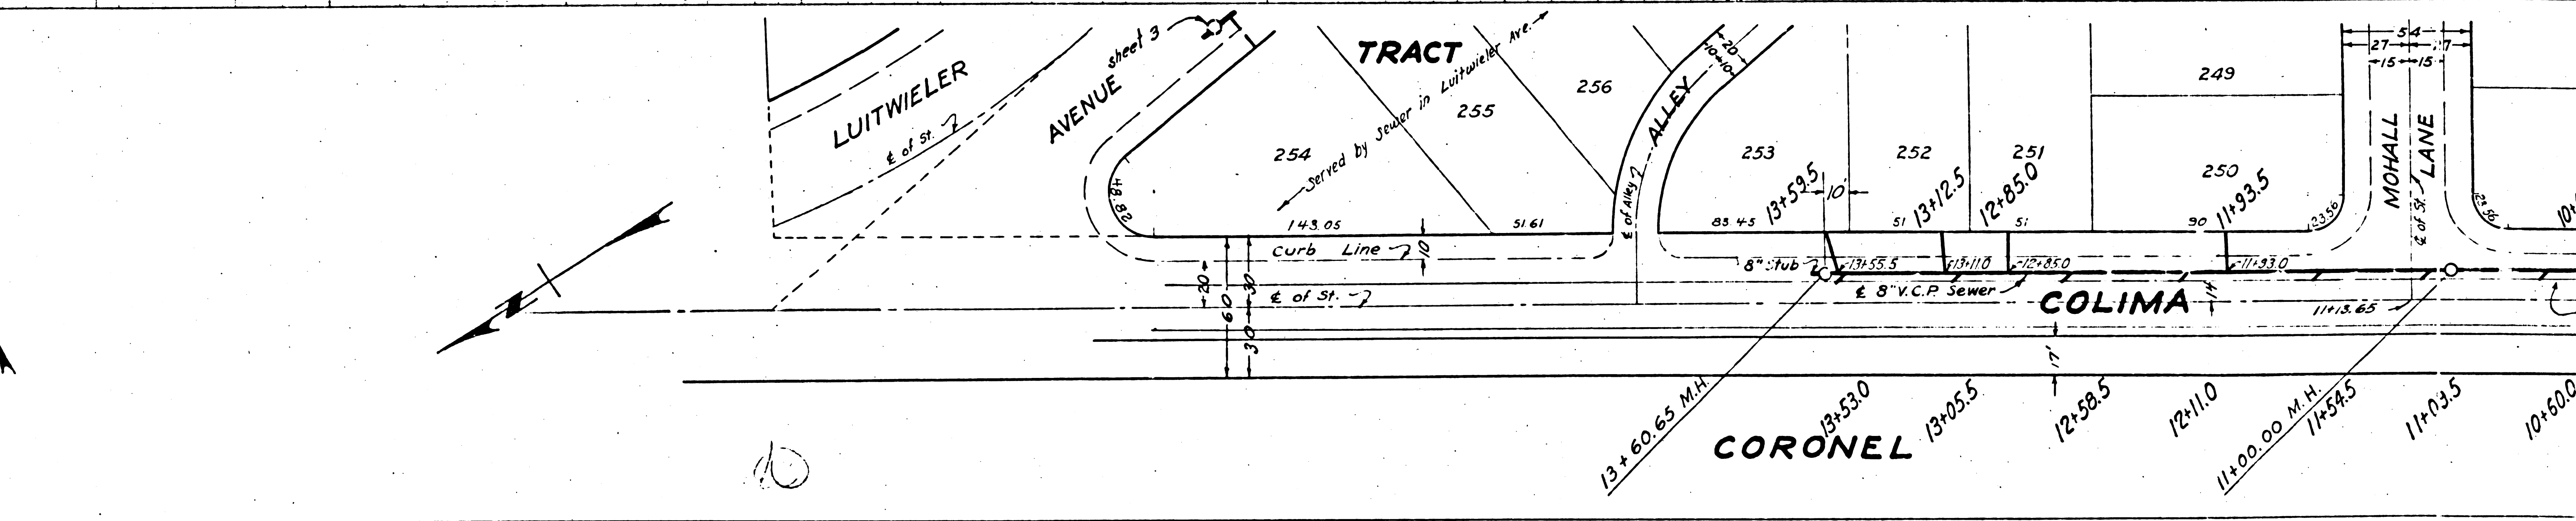 sheet 3
TRACT
Served by Sewer in Luitwieler Ave.
LUITWIELER
AVENUE
℄ of St.
48.28
254
255
256
143.05
51.61
Curb Line
10
20
60
30
30
℄ of St.
ALLEY
20
10 10
℄ of Alley
253
252
251
249
250
83.45
13+59.5
10'
51
13+12.5
12+85.0
51
90
11+93.5
23.56
54
27
15 15
MOHALL
LANE
℄ of St.
23.56
8" Stub
13+55.5
13+11.0
12+85.0
11+93.0
℄ 8" V.C.P. Sewer
COLIMA
14'
11+13.65
17'
13+60.65 M.H.
CORONEL
13+53.0
13+05.5
12+58.5
12+11.0
11+00.00 M.H.
11+54.5
11+03.5
10+60.0